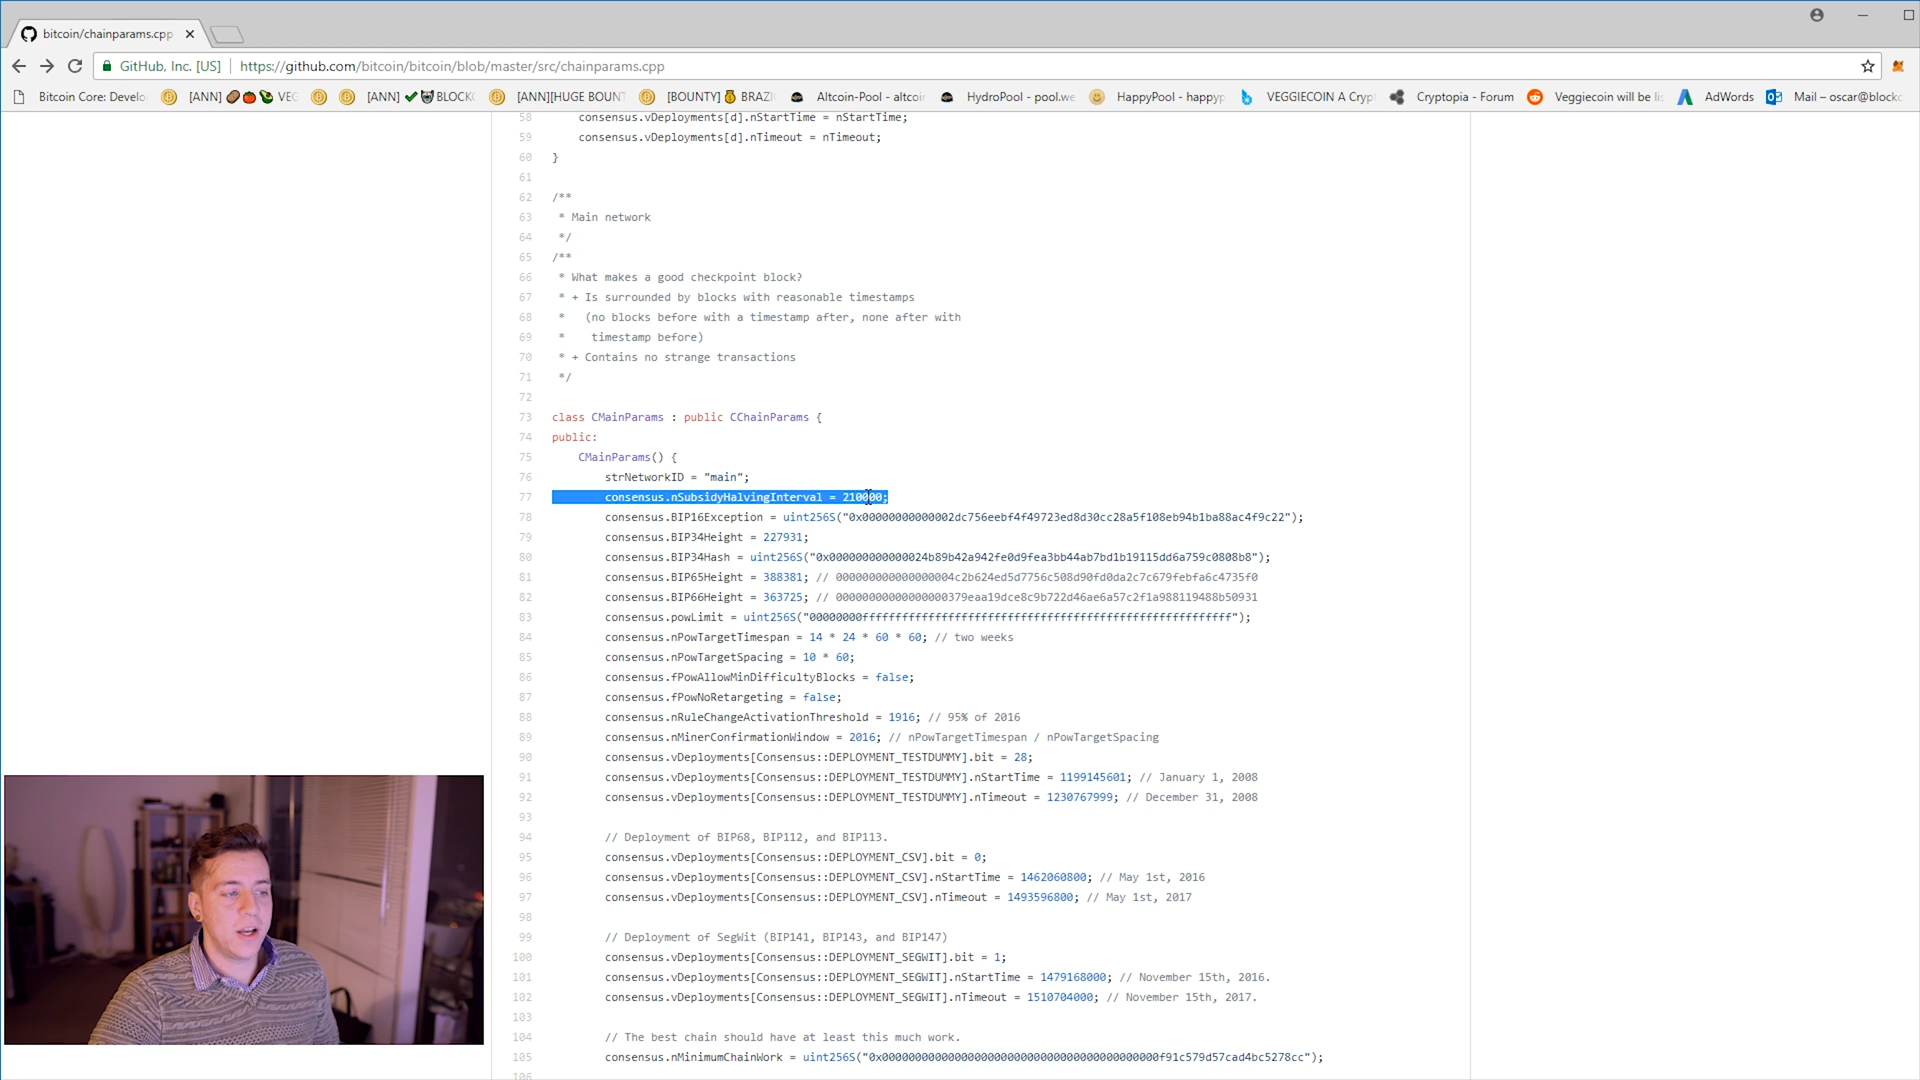 bitcoin/chainparams.cpp
GitHub, Inc. [US] | https://github.com/bitcoin/bitcoin/blob/master/src/chainparams.cpp
Bitcoin Core: Develo [ANN] VEG [ANN] BLOCK [ANN][HUGE BOUNT [BOUNTY] BRAZI Altcoin-Pool - altcoi HydroPool - pool.we HappyPool - happyp VEGGIECOIN A Cryp Cryptopia - Forum Veggiecoin will be li AdWords Mail – oscar@blockc
58 consensus.vDeployments[d].nStartTime = nStartTime;
59 consensus.vDeployments[d].nTimeout = nTimeout;
60 }
61
62 /**
63 * Main network
64 */
65 /**
66 * What makes a good checkpoint block?
67 * + Is surrounded by blocks with reasonable timestamps
68 * (no blocks before with a timestamp after, none after with
69 * timestamp before)
70 * + Contains no strange transactions
71 */
72
73 class CMainParams : public CChainParams {
74 public:
75 CMainParams() {
76 strNetworkID = "main";
77 consensus.nSubsidyHalvingInterval = 210000;
78 consensus.BIP16Exception = uint256S("0x00000000000002dc756eebf4f49723ed8d30cc28a5f108eb94b1ba88ac4f9c22");
79 consensus.BIP34Height = 227931;
80 consensus.BIP34Hash = uint256S("0x000000000000024b89b42a942fe0d9fea3bb44ab7bd1b19115dd6a759c0808b8");
81 consensus.BIP65Height = 388381; // 000000000000000004c2b624ed5d7756c508d90fd0da2c7c679febfa6c4735f0
82 consensus.BIP66Height = 363725; // 00000000000000000379eaa19dce8c9b722d46ae6a57c2f1a988119488b50931
83 consensus.powLimit = uint256S("00000000ffffffffffffffffffffffffffffffffffffffffffffffffffffffff");
84 consensus.nPowTargetTimespan = 14 * 24 * 60 * 60; // two weeks
85 consensus.nPowTargetSpacing = 10 * 60;
86 consensus.fPowAllowMinDifficultyBlocks = false;
87 consensus.fPowNoRetargeting = false;
88 consensus.nRuleChangeActivationThreshold = 1916; // 95% of 2016
89 consensus.nMinerConfirmationWindow = 2016; // nPowTargetTimespan / nPowTargetSpacing
90 consensus.vDeployments[Consensus::DEPLOYMENT_TESTDUMMY].bit = 28;
91 consensus.vDeployments[Consensus::DEPLOYMENT_TESTDUMMY].nStartTime = 1199145601; // January 1, 2008
92 consensus.vDeployments[Consensus::DEPLOYMENT_TESTDUMMY].nTimeout = 1230767999; // December 31, 2008
93
94 // Deployment of BIP68, BIP112, and BIP113.
95 consensus.vDeployments[Consensus::DEPLOYMENT_CSV].bit = 0;
96 consensus.vDeployments[Consensus::DEPLOYMENT_CSV].nStartTime = 1462060800; // May 1st, 2016
97 consensus.vDeployments[Consensus::DEPLOYMENT_CSV].nTimeout = 1493596800; // May 1st, 2017
98
99 // Deployment of SegWit (BIP141, BIP143, and BIP147)
100 consensus.vDeployments[Consensus::DEPLOYMENT_SEGWIT].bit = 1;
101 consensus.vDeployments[Consensus::DEPLOYMENT_SEGWIT].nStartTime = 1479168000; // November 15th, 2016.
102 consensus.vDeployments[Consensus::DEPLOYMENT_SEGWIT].nTimeout = 1510704000; // November 15th, 2017.
103
104 // The best chain should have at least this much work.
105 consensus.nMinimumChainWork = uint256S("0x000000000000000000000000000000000000000000f91c579d57cad4bc5278cc");
106